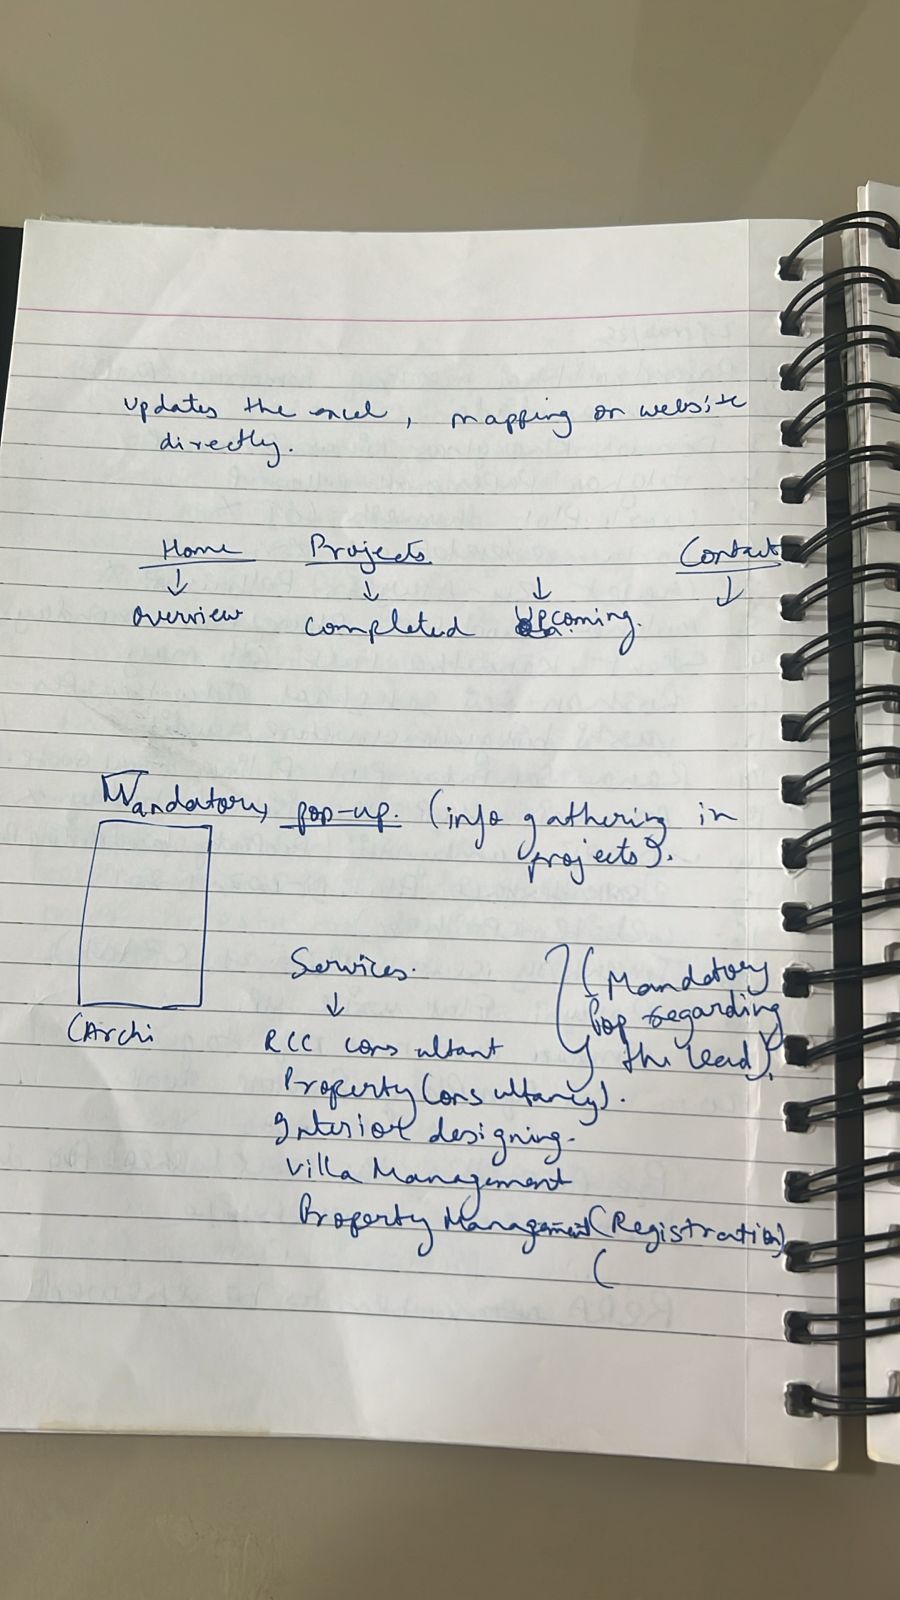 updates the excel, mapping on website
directly.
Home Projects Contact
↓ ↓ ↓ ↓
overview completed Upcoming.
Mandatory pop-up. (info gathering in
projects).
Services. (Mandatory
↓ Pop regarding
RCC consultant the lead).
(Archi
Property Consultancy).
Interior designing.
Villa Management
Property Management (Registration)
(